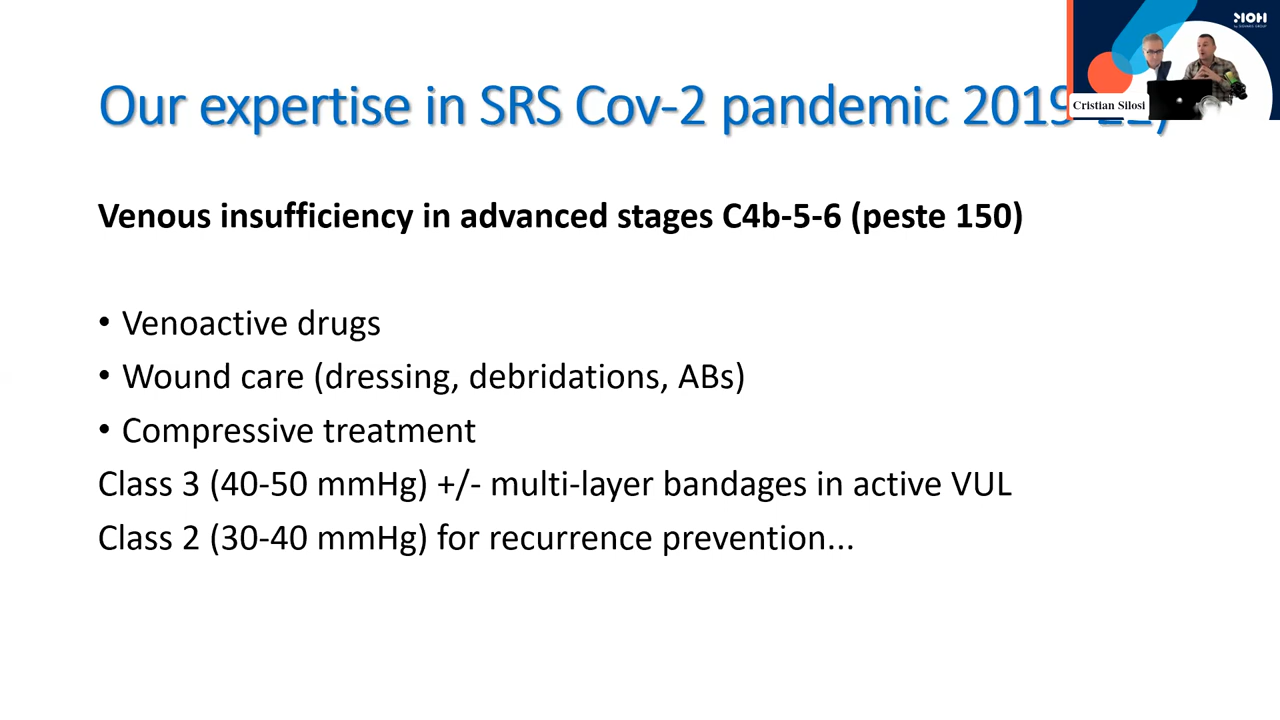 Our expertise in SRS Cov-2 pandemic 2019
Cristian Silosi
Venous insufficiency in advanced stages C4b-5-6 (peste 150)
• Venoactive drugs
• Wound care (dressing, debridations, ABs)
• Compressive treatment
Class 3 (40-50 mmHg) +/- multi-layer bandages in active VUL
Class 2 (30-40 mmHg) for recurrence prevention...